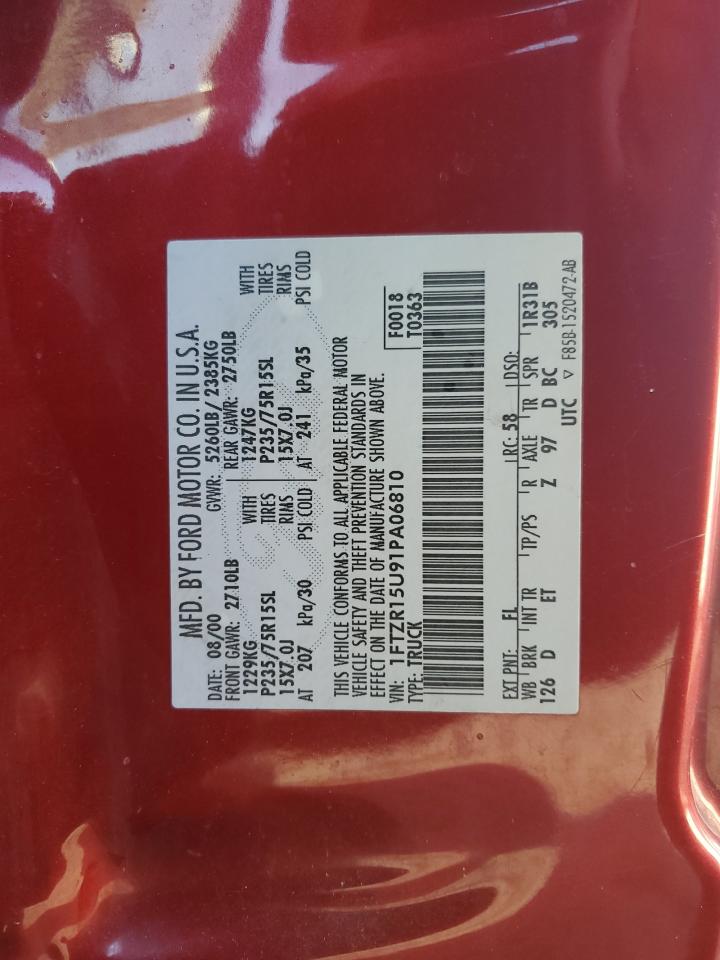 MFD. BY FORD MOTOR CO. IN U.S.A.
DATE: 08/00 GVWR: 5260LB/ 2385KG
FRONT GAWR: 2710LB REAR GAWR: 2750LB
1229KG WITH 1247KG WITH
P235/75R15SL TIRES P235/75R15SL TIRES
15X7.0J RIMS 15X7.0J RIMS
AT 207 kPa/30 PSI COLD AT 241 kPa/35 PSI COLD
THIS VEHICLE CONFORMS TO ALL APPLICABLE FEDERAL MOTOR
VEHICLE SAFETY AND THEFT PREVENTION STANDARDS IN
EFFECT ON THE DATE OF MANUFACTURE SHOWN ABOVE.
VIN: 1FTZR15U91PA06810 F0018
TYPE: TRUCK T0363
EXT PNT: FL RC: 58 DSO:
WB BRK INT TR TP/PS R AXLE TR SPR 1R31B
126 D ET Z 97 D BC 305
UTC ▽ F85B-1520472-AB